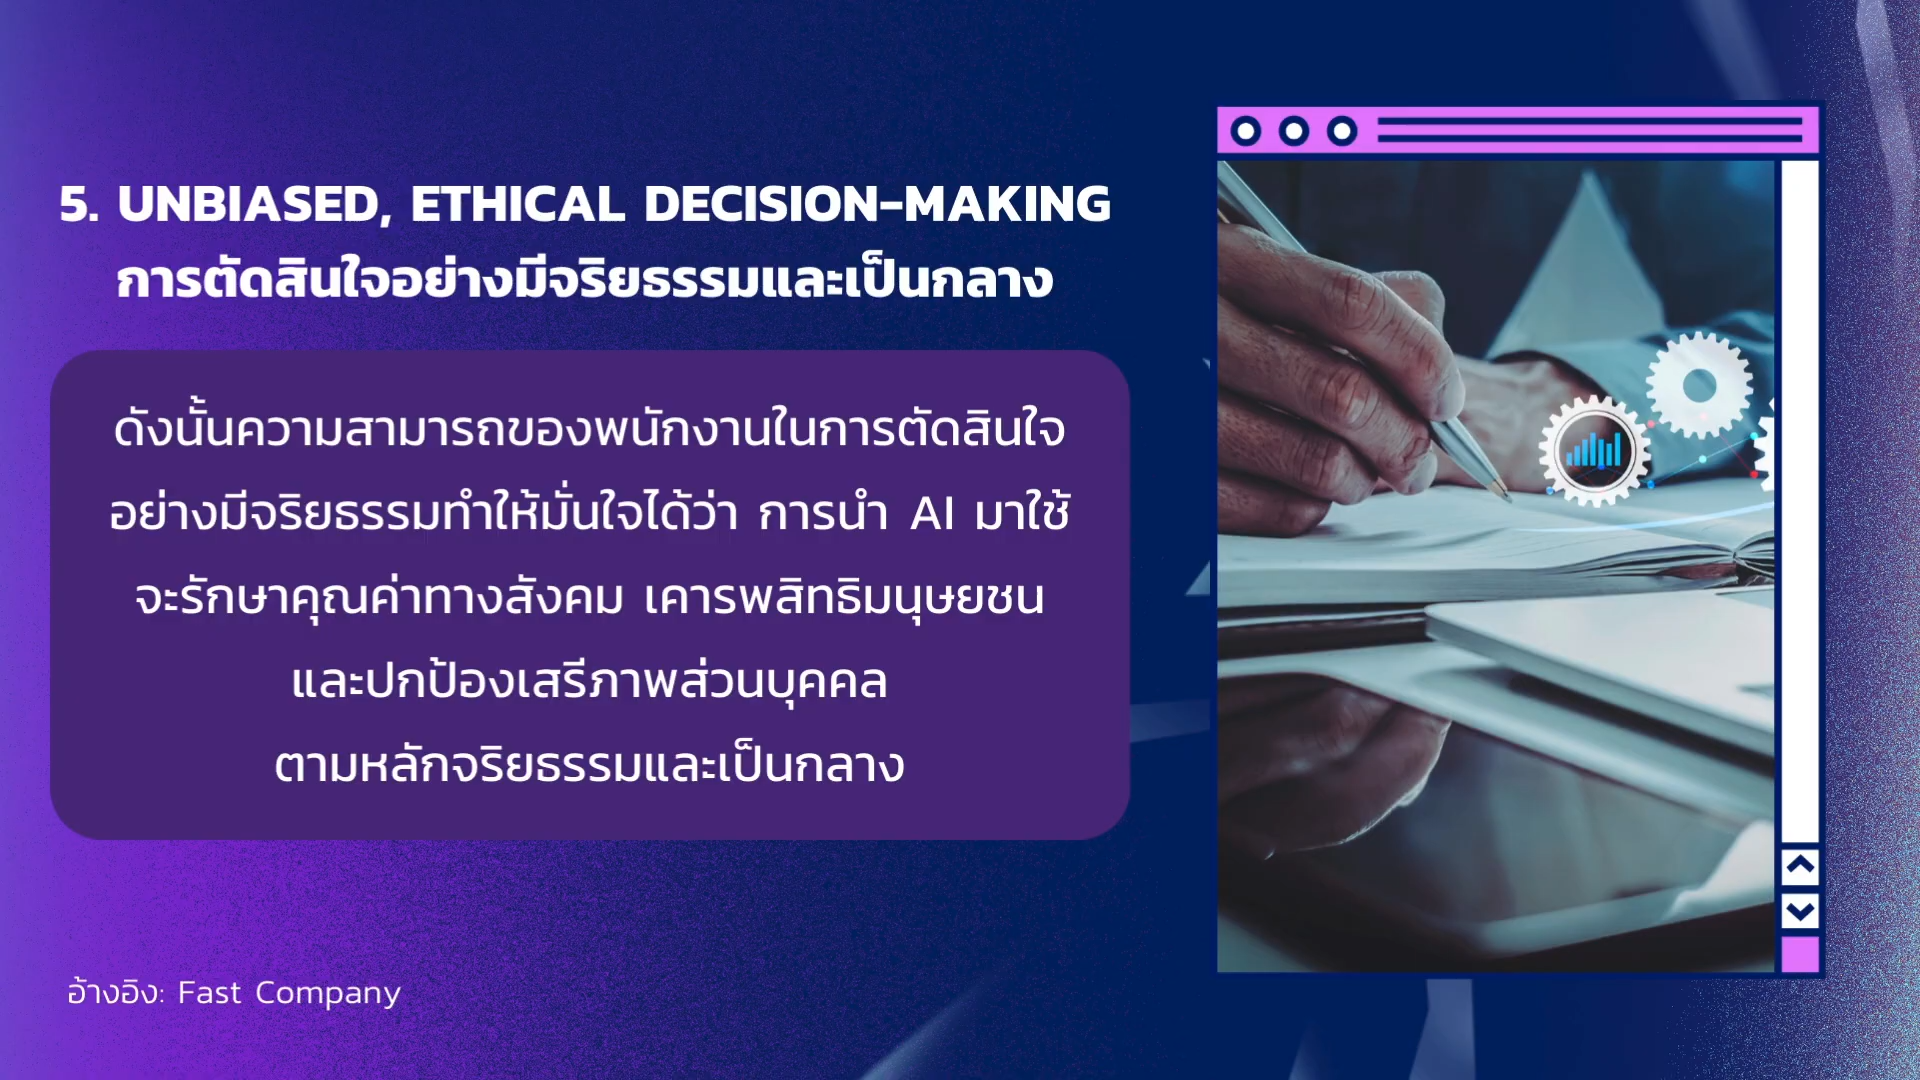 5. UNBIASED, ETHICAL DECISION-MAKING
การตัดสินใจอย่างมีจริยธรรมและเป็นกลาง
ดังนั้นความสามารถของพนักงานในการตัดสินใจ
อย่างมีจริยธรรมทำให้มั่นใจได้ว่า การนำ AI มาใช้
จะรักษาคุณค่าทางสังคม เคารพสิทธิมนุษยชน
และปกป้องเสรีภาพส่วนบุคคล
ตามหลักจริยธรรมและเป็นกลาง
อ้างอิง: Fast Company